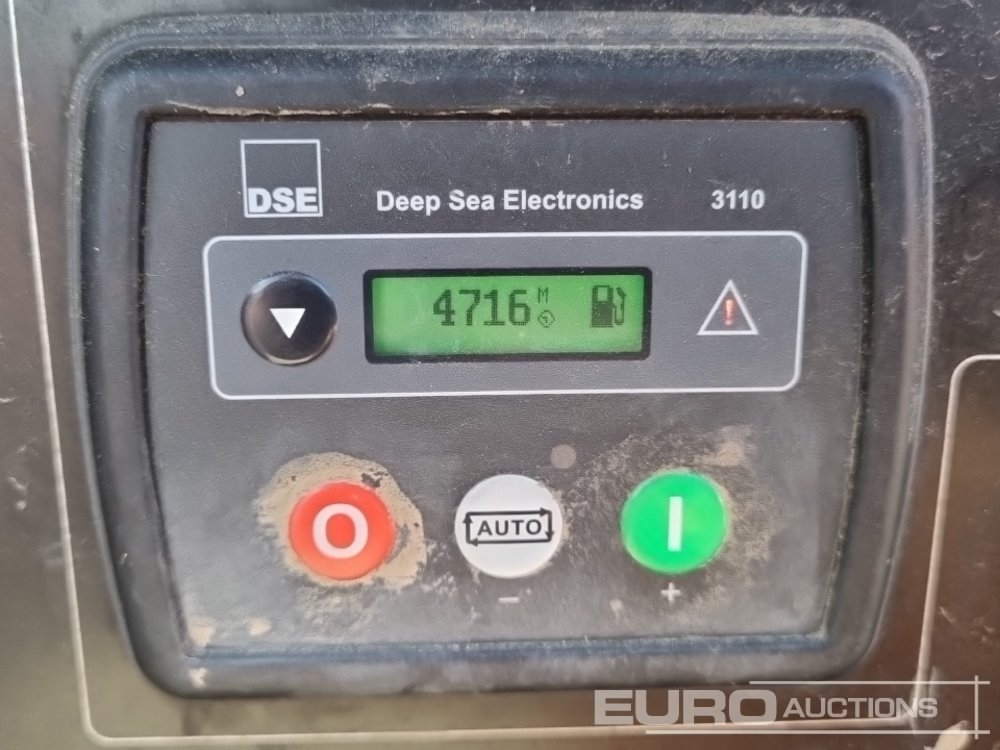 DSE
Deep Sea Electronics 3110
4716 M
O
AUTO
I
− +
EURO AUCTIONS